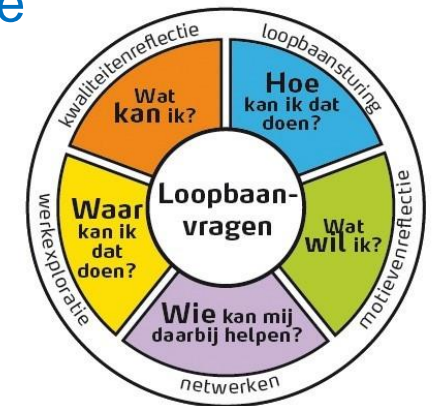 e
kwaliteitenreflectie
loopbaansturing
Wat
kan ik?
Hoe
kan ik dat
doen?
Waar
kan ik
dat
doen?
Loopbaan-
vragen
Wat
wil ik?
werkexploratie
motievenreflectie
Wie kan mij
daarbij helpen?
netwerken